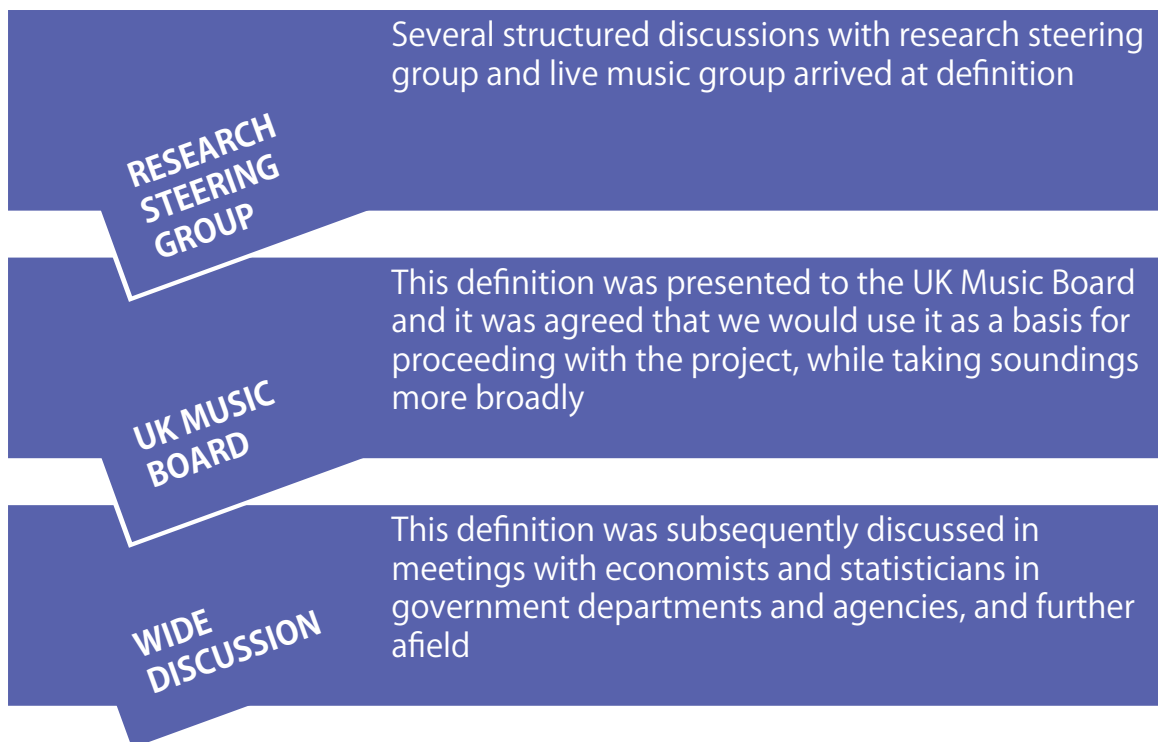 Several structured discussions with research steering
group and live music group arrived at definition
RESEARCH
STEERING
GROUP
This definition was presented to the UK Music Board
and it was agreed that we would use it as a basis for
proceeding with the project, while taking soundings
more broadly
UK MUSIC
BOARD
This definition was subsequently discussed in
meetings with economists and statisticians in
government departments and agencies, and further
afield
WIDE
DISCUSSION